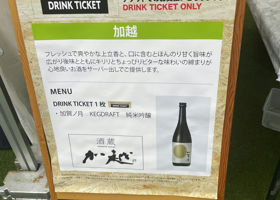 DRINK TICKET
DRINK TICKET ONLY
加越
フレッシュで爽やかな上立香と、口に含むとほんのり甘く旨味が
広がり後味とともにキリリとちょっぴりビターな味わいの締まりが
心地良いお酒をサーバー出しでご提供します。
MENU
DRINK TICKET 1 枚
・加賀ノ月 KEGDRAFT 純米吟醸
酒蔵
かゑつ